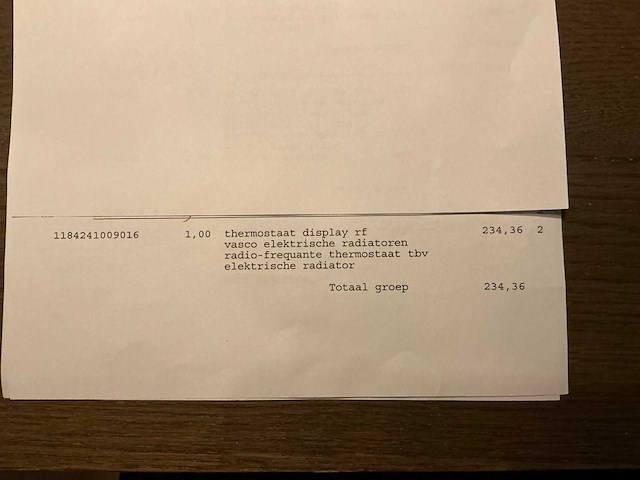 1184241009016 1,00 thermostaat display rf 234,36 2
vasco elektrische radiatoren
radio-frequante thermostaat tbv
elektrische radiator
Totaal groep 234,36